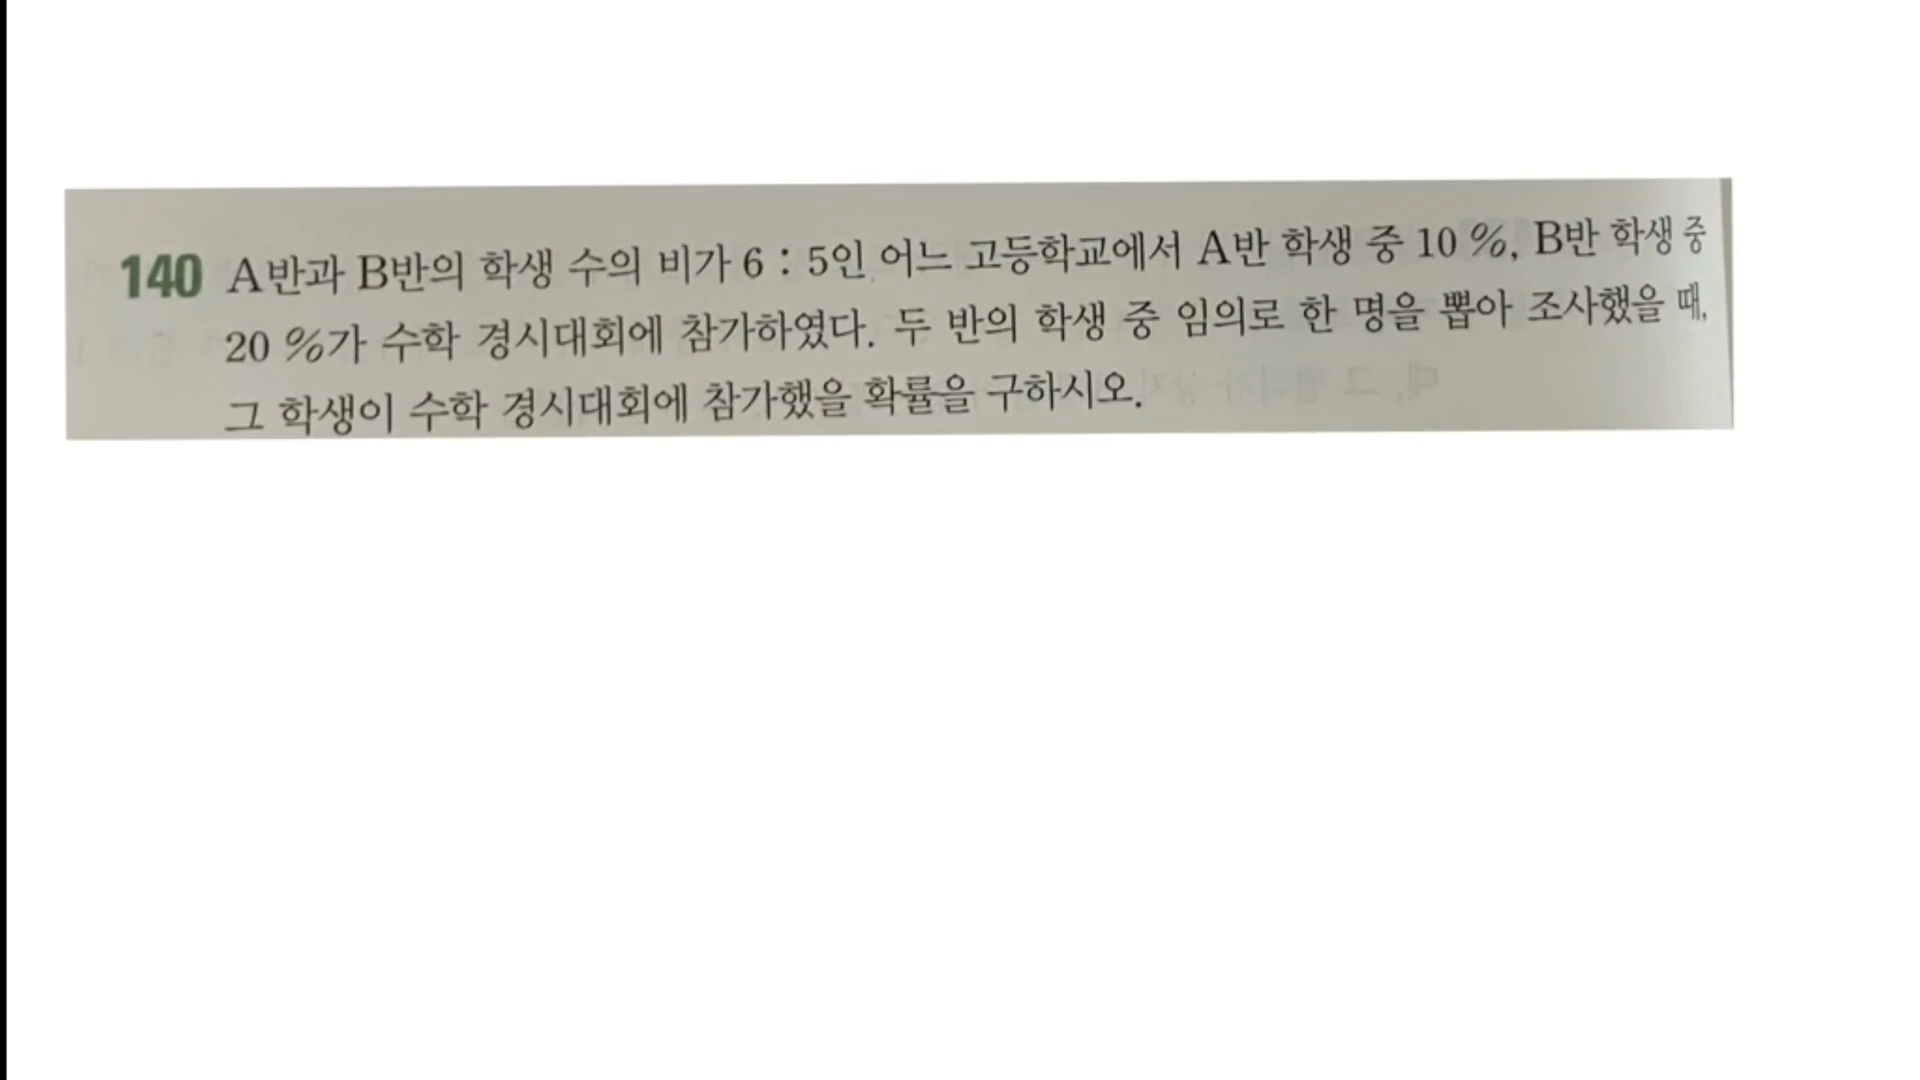 140 A반과 B반의 학생 수의 비가 6 : 5인 어느 고등학교에서 A반 학생 중 10 %, B반 학생 중
20 %가 수학 경시대회에 참가하였다. 두 반의 학생 중 임의로 한 명을 뽑아 조사했을 때,
그 학생이 수학 경시대회에 참가했을 확률을 구하시오.